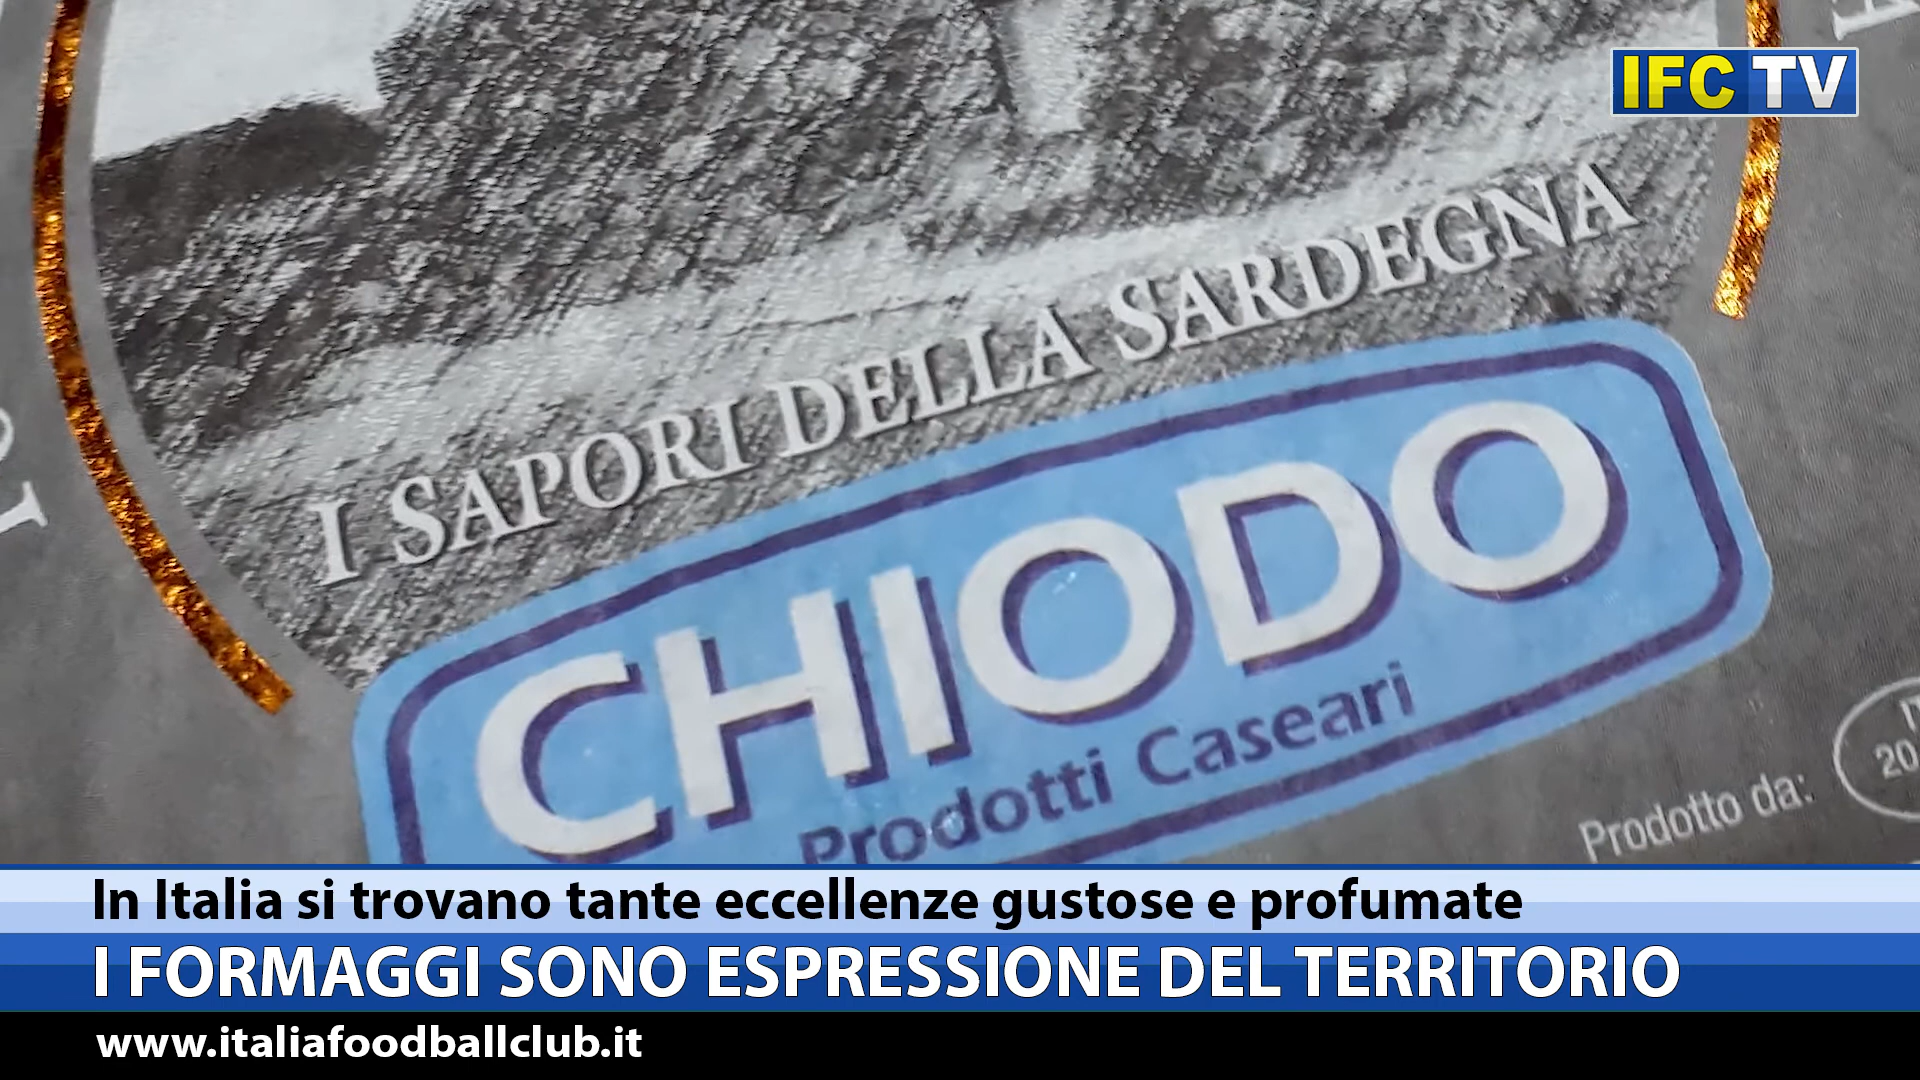 IFC TV
I SAPORI DELLA SARDEGNA
CHIODO
Prodotti Caseari
Prodotto da:
20
In Italia si trovano tante eccellenze gustose e profumate
I FORMAGGI SONO ESPRESSIONE DEL TERRITORIO
www.italiafoodballclub.it